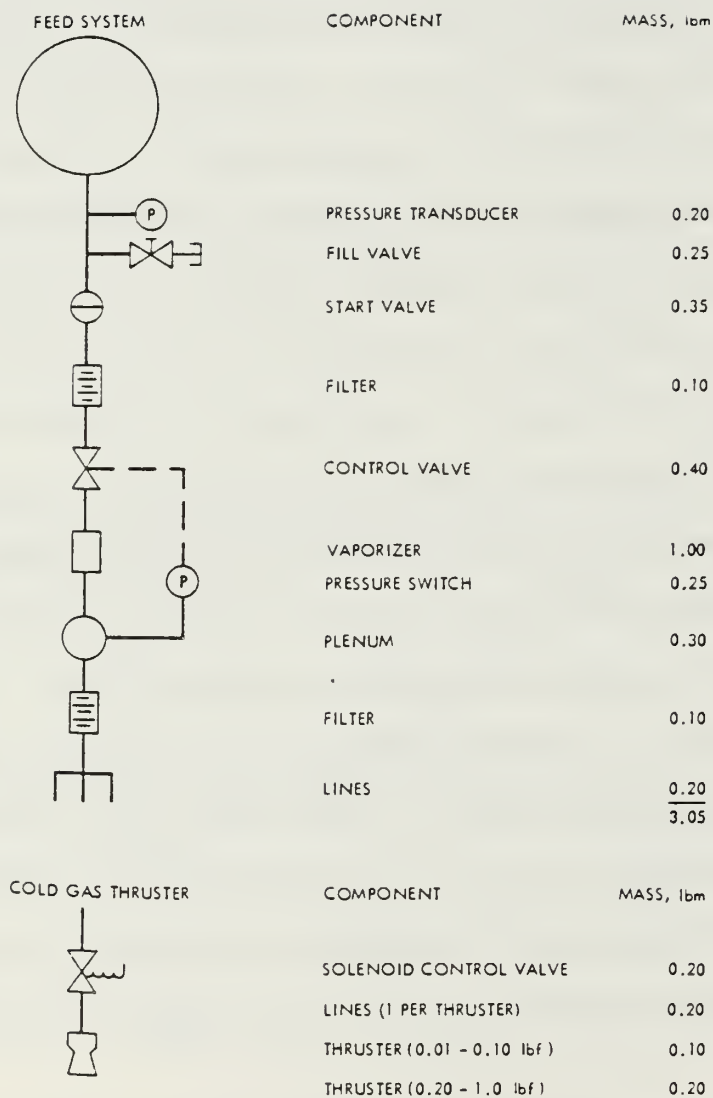 FEED SYSTEM COMPONENT MASS, lbm
P PRESSURE TRANSDUCER 0.20
FILL VALVE 0.25
START VALVE 0.35
FILTER 0.10
CONTROL VALVE 0.40
VAPORIZER 1.00
P PRESSURE SWITCH 0.25
PLENUM 0.30
FILTER 0.10
LINES 0.20
3.05
COLD GAS THRUSTER COMPONENT MASS, lbm
SOLENOID CONTROL VALVE 0.20
LINES (1 PER THRUSTER) 0.20
THRUSTER (0.01 - 0.10 lbf) 0.10
THRUSTER (0.20 - 1.0 lbf) 0.20